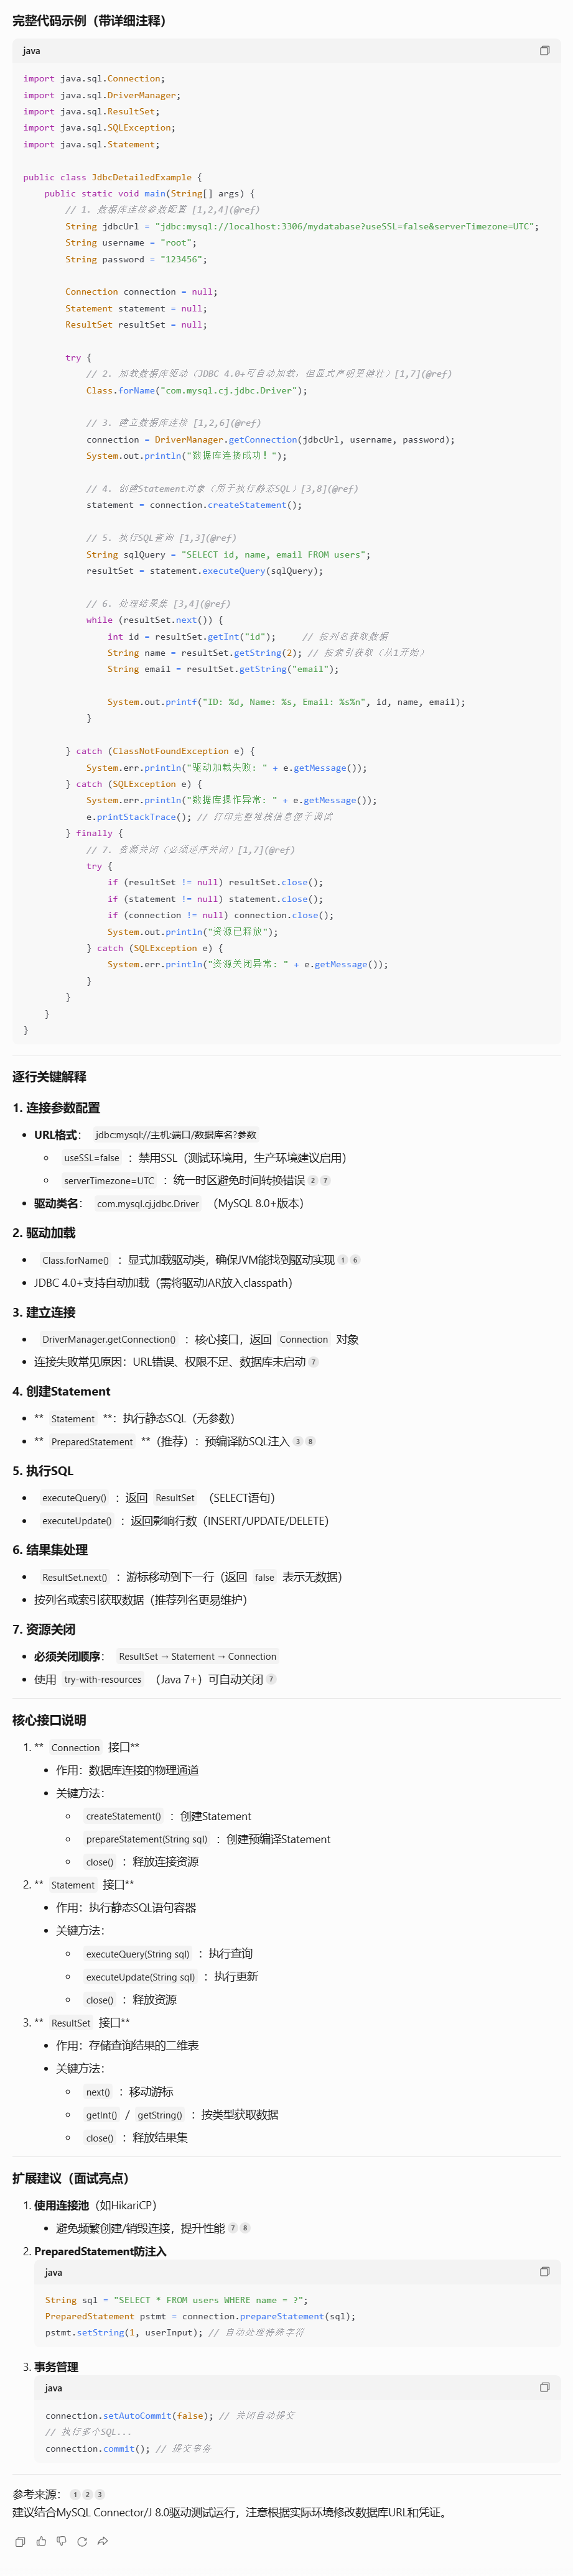 完整代码示例（带详细注释）
java
import java.sql.Connection;
import java.sql.DriverManager;
import java.sql.ResultSet;
import java.sql.SQLException;
import java.sql.Statement;
public class JdbcDetailedExample {
public static void main(String[] args) {
// 1. 数据库连接参数配置 [1,2,4](@ref)
String jdbcUrl = "jdbc:mysql://localhost:3306/mydatabase?useSSL=false&serverTimezone=UTC";
String username = "root";
String password = "123456";
Connection connection = null;
Statement statement = null;
ResultSet resultSet = null;
try {
// 2. 加载数据库驱动（JDBC 4.0+可自动加载，但显式声明更健壮）[1,7](@ref)
Class.forName("com.mysql.cj.jdbc.Driver");
// 3. 建立数据库连接 [1,2,6](@ref)
connection = DriverManager.getConnection(jdbcUrl, username, password);
System.out.println("数据库连接成功！");
// 4. 创建Statement对象（用于执行静态SQL）[3,8](@ref)
statement = connection.createStatement();
// 5. 执行SQL查询 [1,3](@ref)
String sqlQuery = "SELECT id, name, email FROM users";
resultSet = statement.executeQuery(sqlQuery);
// 6. 处理结果集 [3,4](@ref)
while (resultSet.next()) {
int id = resultSet.getInt("id"); // 按列名获取数据
String name = resultSet.getString(2); // 按索引获取（从1开始）
String email = resultSet.getString("email");
System.out.printf("ID: %d, Name: %s, Email: %s%n", id, name, email);
}
} catch (ClassNotFoundException e) {
System.err.println("驱动加载失败: " + e.getMessage());
} catch (SQLException e) {
System.err.println("数据库操作异常: " + e.getMessage());
e.printStackTrace(); // 打印完整堆栈信息便于调试
} finally {
// 7. 资源关闭（必须逆序关闭）[1,7](@ref)
try {
if (resultSet != null) resultSet.close();
if (statement != null) statement.close();
if (connection != null) connection.close();
System.out.println("资源已释放");
} catch (SQLException e) {
System.err.println("资源关闭异常: " + e.getMessage());
}
}
}
}
逐行关键解释
1. 连接参数配置
• URL格式： jdbc:mysql://主机:端口/数据库名?参数
◦ useSSL=false ：禁用SSL（测试环境用，生产环境建议启用）
◦ serverTimezone=UTC ：统一时区避免时间转换错误 2 7
• 驱动类名： com.mysql.cj.jdbc.Driver （MySQL 8.0+版本）
2. 驱动加载
• Class.forName() ：显式加载驱动类，确保JVM能找到驱动实现 1 6
• JDBC 4.0+支持自动加载（需将驱动JAR放入classpath）
3. 建立连接
• DriverManager.getConnection() ：核心接口，返回 Connection 对象
• 连接失败常见原因：URL错误、权限不足、数据库未启动 7
4. 创建Statement
• ** Statement **：执行静态SQL（无参数）
• ** PreparedStatement **（推荐）：预编译防SQL注入 3 8
5. 执行SQL
• executeQuery() ：返回 ResultSet （SELECT语句）
• executeUpdate() ：返回影响行数（INSERT/UPDATE/DELETE）
6. 结果集处理
• ResultSet.next() ：游标移动到下一行（返回 false 表示无数据）
• 按列名或索引获取数据（推荐列名更易维护）
7. 资源关闭
• 必须关闭顺序： ResultSet → Statement → Connection
• 使用 try-with-resources （Java 7+）可自动关闭 7
核心接口说明
1. ** Connection 接口**
• 作用：数据库连接的物理通道
• 关键方法：
◦ createStatement() ：创建Statement
◦ prepareStatement(String sql) ：创建预编译Statement
◦ close() ：释放连接资源
2. ** Statement 接口**
• 作用：执行静态SQL语句容器
• 关键方法：
◦ executeQuery(String sql) ：执行查询
◦ executeUpdate(String sql) ：执行更新
◦ close() ：释放资源
3. ** ResultSet 接口**
• 作用：存储查询结果的二维表
• 关键方法：
◦ next() ：移动游标
◦ getInt() / getString() ：按类型获取数据
◦ close() ：释放结果集
扩展建议（面试亮点）
1. 使用连接池（如HikariCP）
• 避免频繁创建/销毁连接，提升性能 7 8
2. PreparedStatement防注入
java
String sql = "SELECT * FROM users WHERE name = ?";
PreparedStatement pstmt = connection.prepareStatement(sql);
pstmt.setString(1, userInput); // 自动处理特殊字符
3. 事务管理
java
connection.setAutoCommit(false); // 关闭自动提交
// 执行多个SQL...
connection.commit(); // 提交事务
参考来源： 1 2 3
建议结合MySQL Connector/J 8.0驱动测试运行，注意根据实际环境修改数据库URL和凭证。